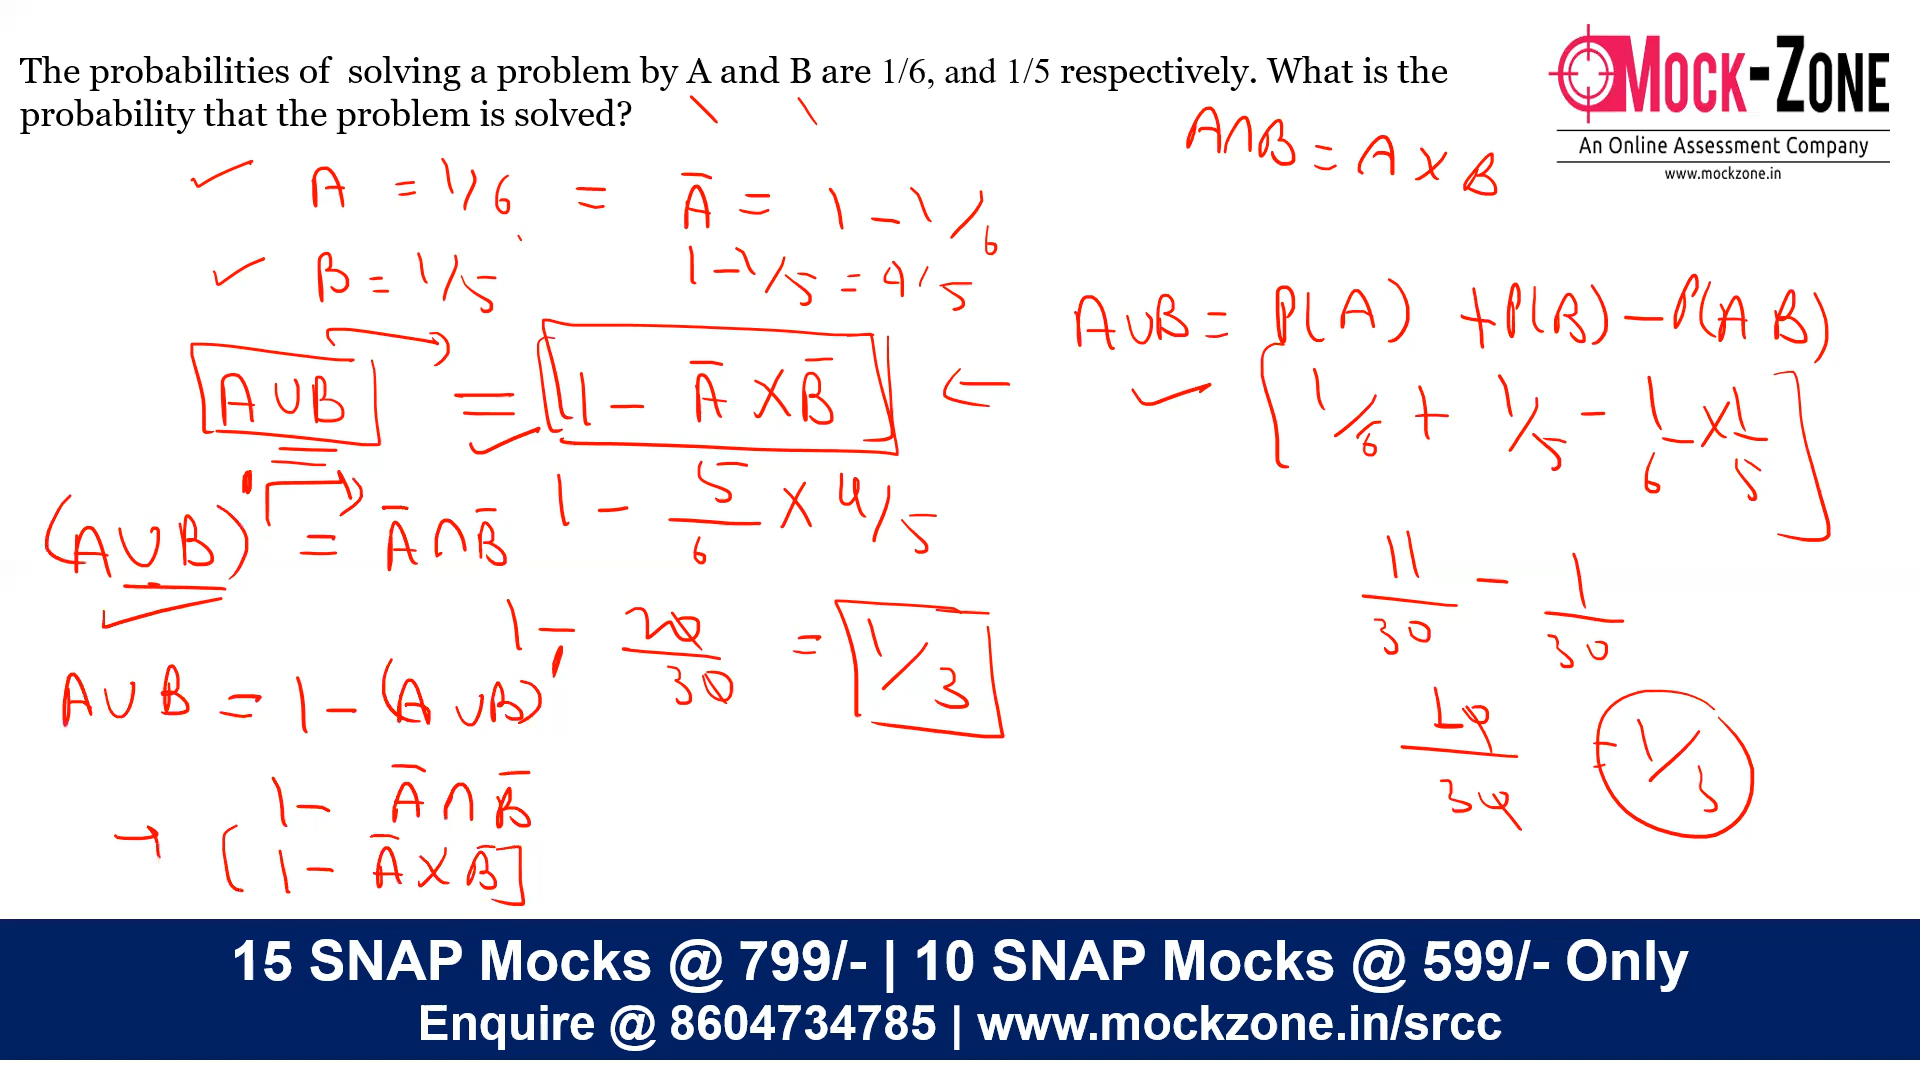 The probabilities of solving a problem by A and B are 1/6, and 1/5 respectively. What is the
probability that the problem is solved?
MOCK-ZONE
An Online Assessment Company
www.mockzone.in
A∩B = A × B
A = 1/6 = Ā = 1 - 1/6
B = 1/5 1 - 1/5 = 4/5
A∪B = 1 - Ā × B̄
1 - 5/6 × 4/5
(A∪B)' = Ā∩B̄
1 - 20/30 = 1/3
A∪B = 1 - (A∪B)'
1 - Ā∩B̄
→ [1 - Ā × B̄]
A∪B = P(A) + P(B) - P(A B)
[1/6 + 1/5 - 1/6 × 1/5]
11/30 - 1/30
10/30 = 1/3
15 SNAP Mocks @ 799/- | 10 SNAP Mocks @ 599/- Only
Enquire @ 8604734785 | www.mockzone.in/srcc